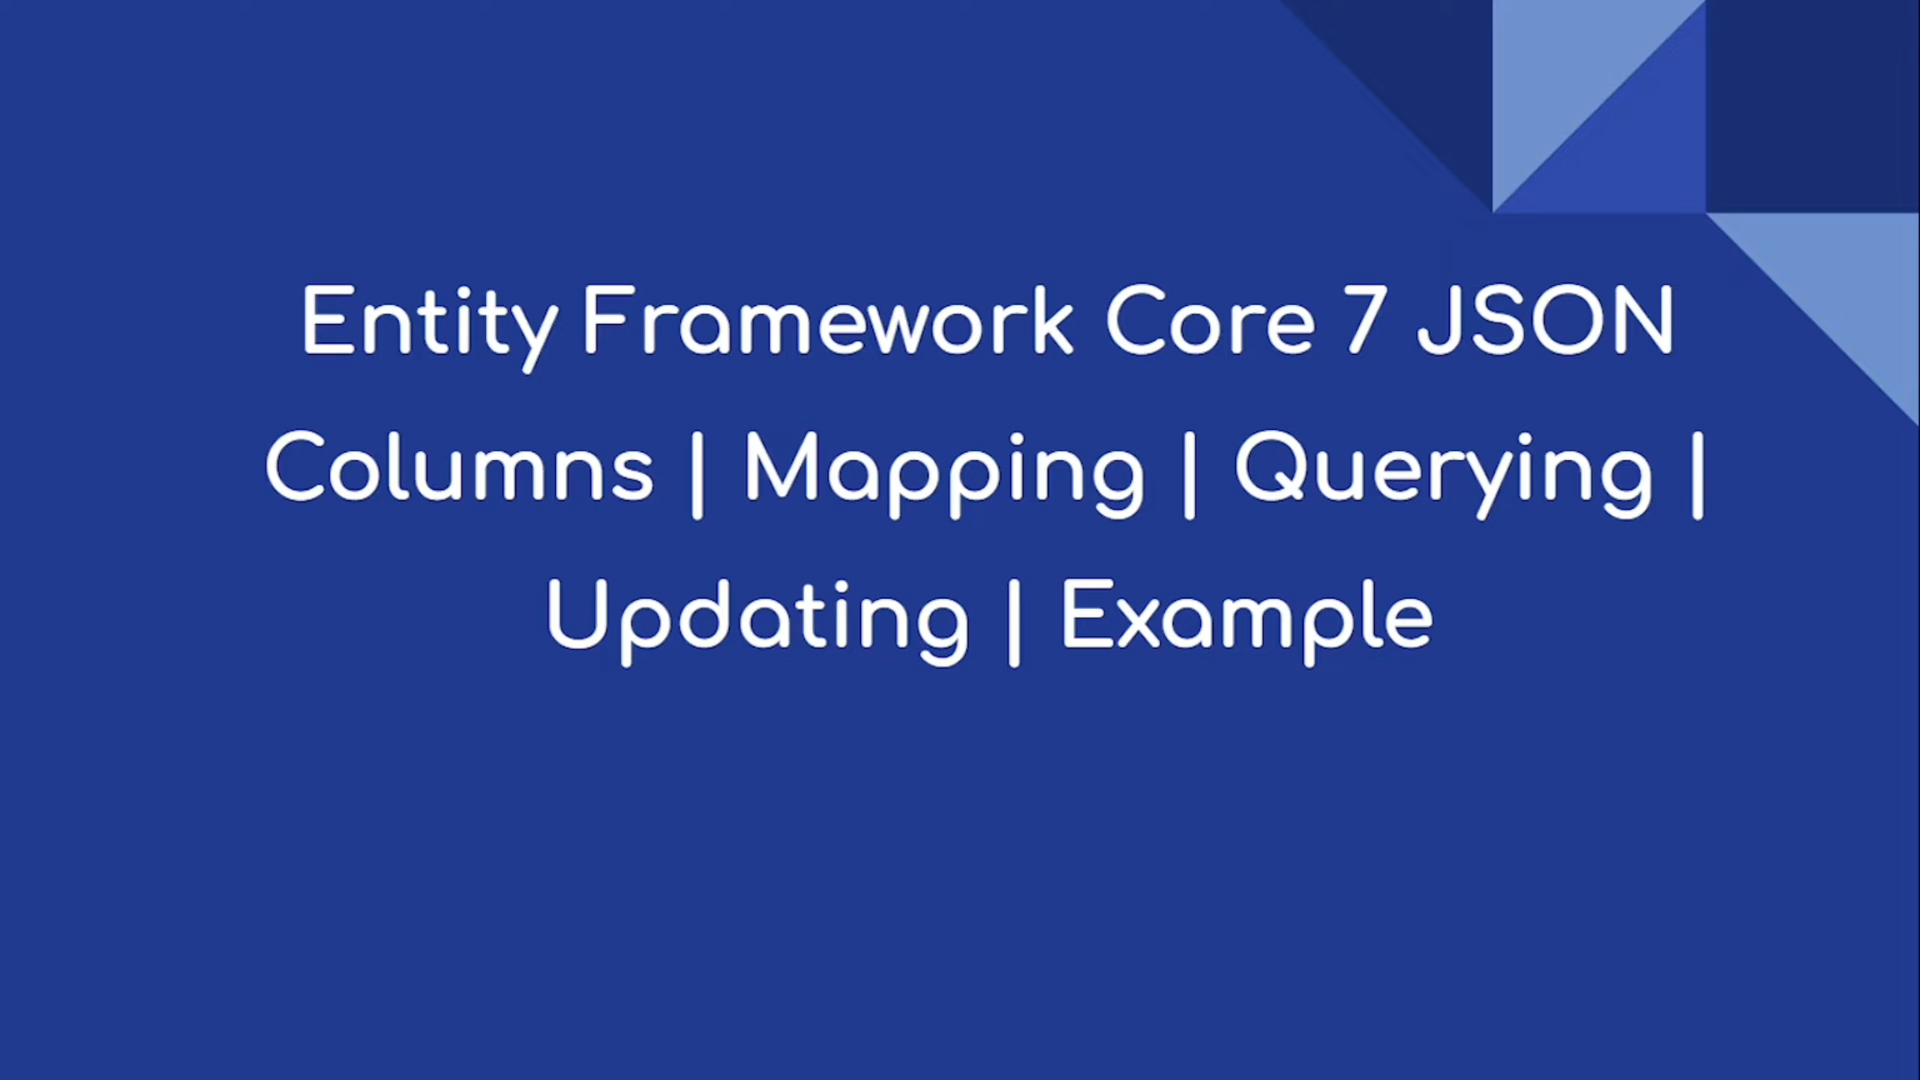 Entity Framework Core 7 JSON
Columns | Mapping | Querying |
Updating | Example